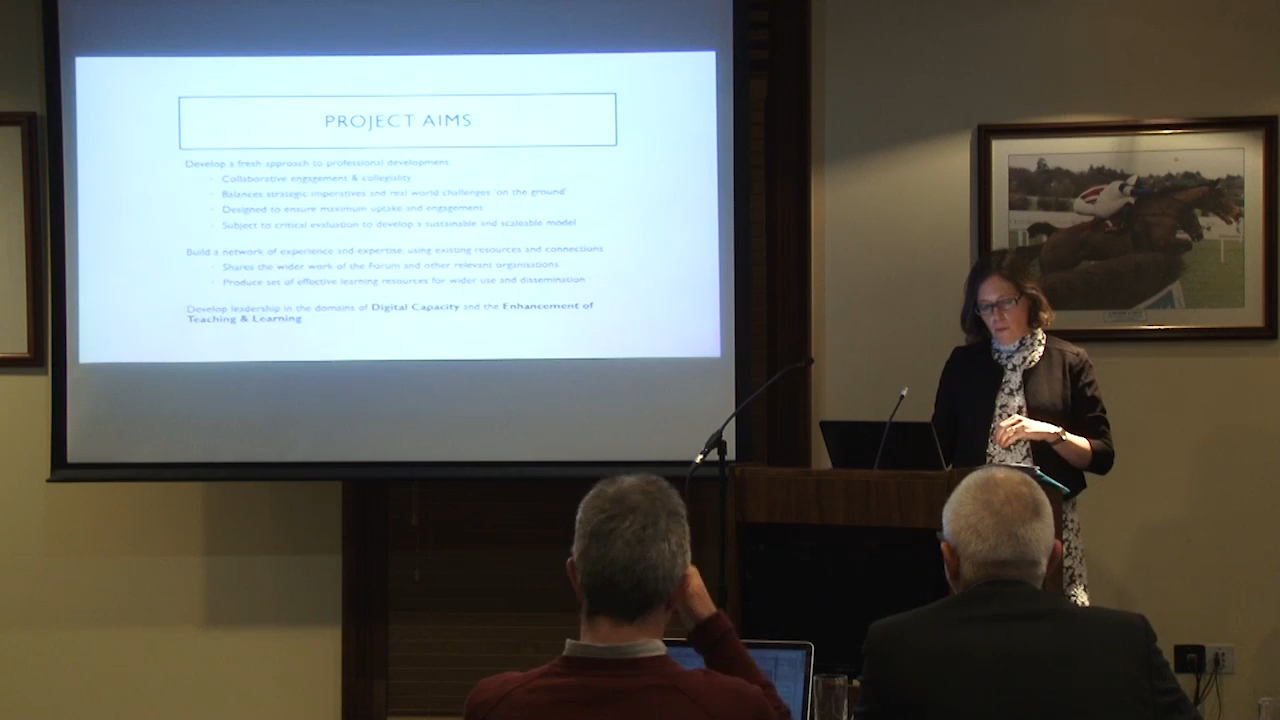 PROJECT AIMS
Develop a fresh approach to professional development:
· Collaborative engagement & collegiality
· Balances strategic imperatives and real world challenges 'on the ground'
· Designed to ensure maximum uptake and engagement
· Subject to critical evaluation to develop a sustainable and scaleable model
Build a network of experience and expertise using existing resources and connections
· Shares the wider work of the Forum and other relevant organisations
· Produce set of effective learning resources for wider use and dissemination
Develop leadership in the domains of Digital Capacity and the Enhancement of
Teaching & Learning